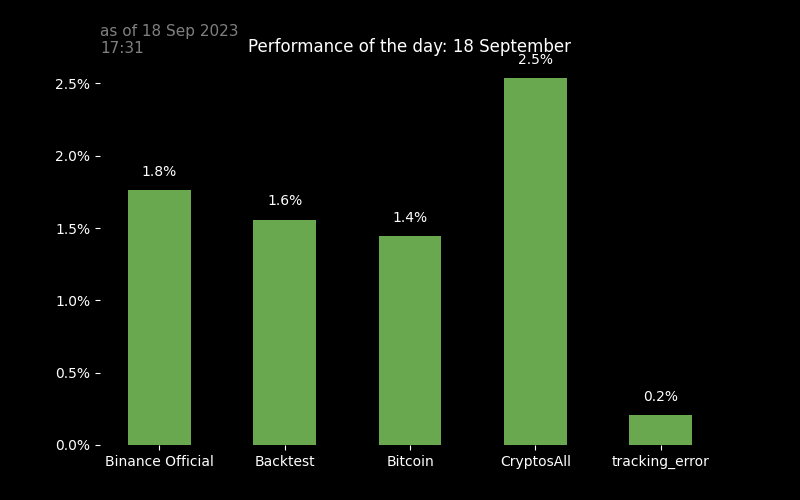 as of 18 Sep 2023
17:31
Performance of the day: 18 September
2.5%
2.5%
2.0%
1.8%
1.6%
1.5%
1.4%
1.0%
0.5%
0.2%
0.0%
Binance Official
Backtest
Bitcoin
CryptosAll
tracking_error